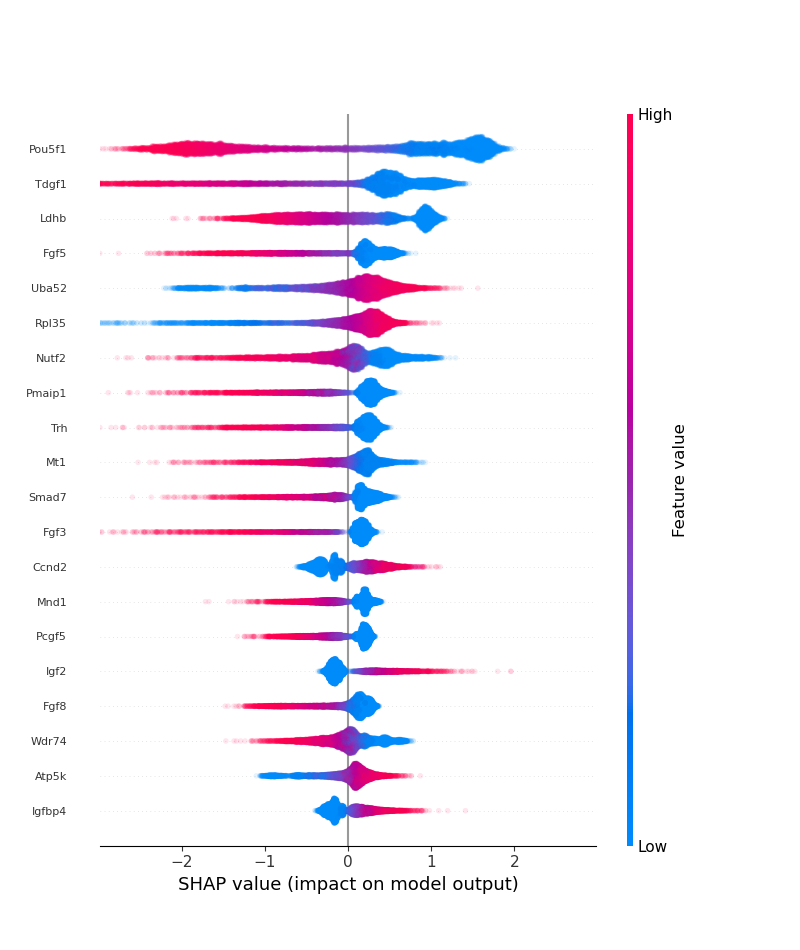 High
Pou5f1
Tdgf1
Ldhb
Fgf5
Uba52
Rpl35
Nutf2
Pmaip1
Trh
Mt1
Smad7
Fgf3
Ccnd2
Mnd1
Pcgf5
Igf2
Fgf8
Wdr74
Atp5k
Igfbp4
Feature value
Low
−2 −1 0 1 2
SHAP value (impact on model output)